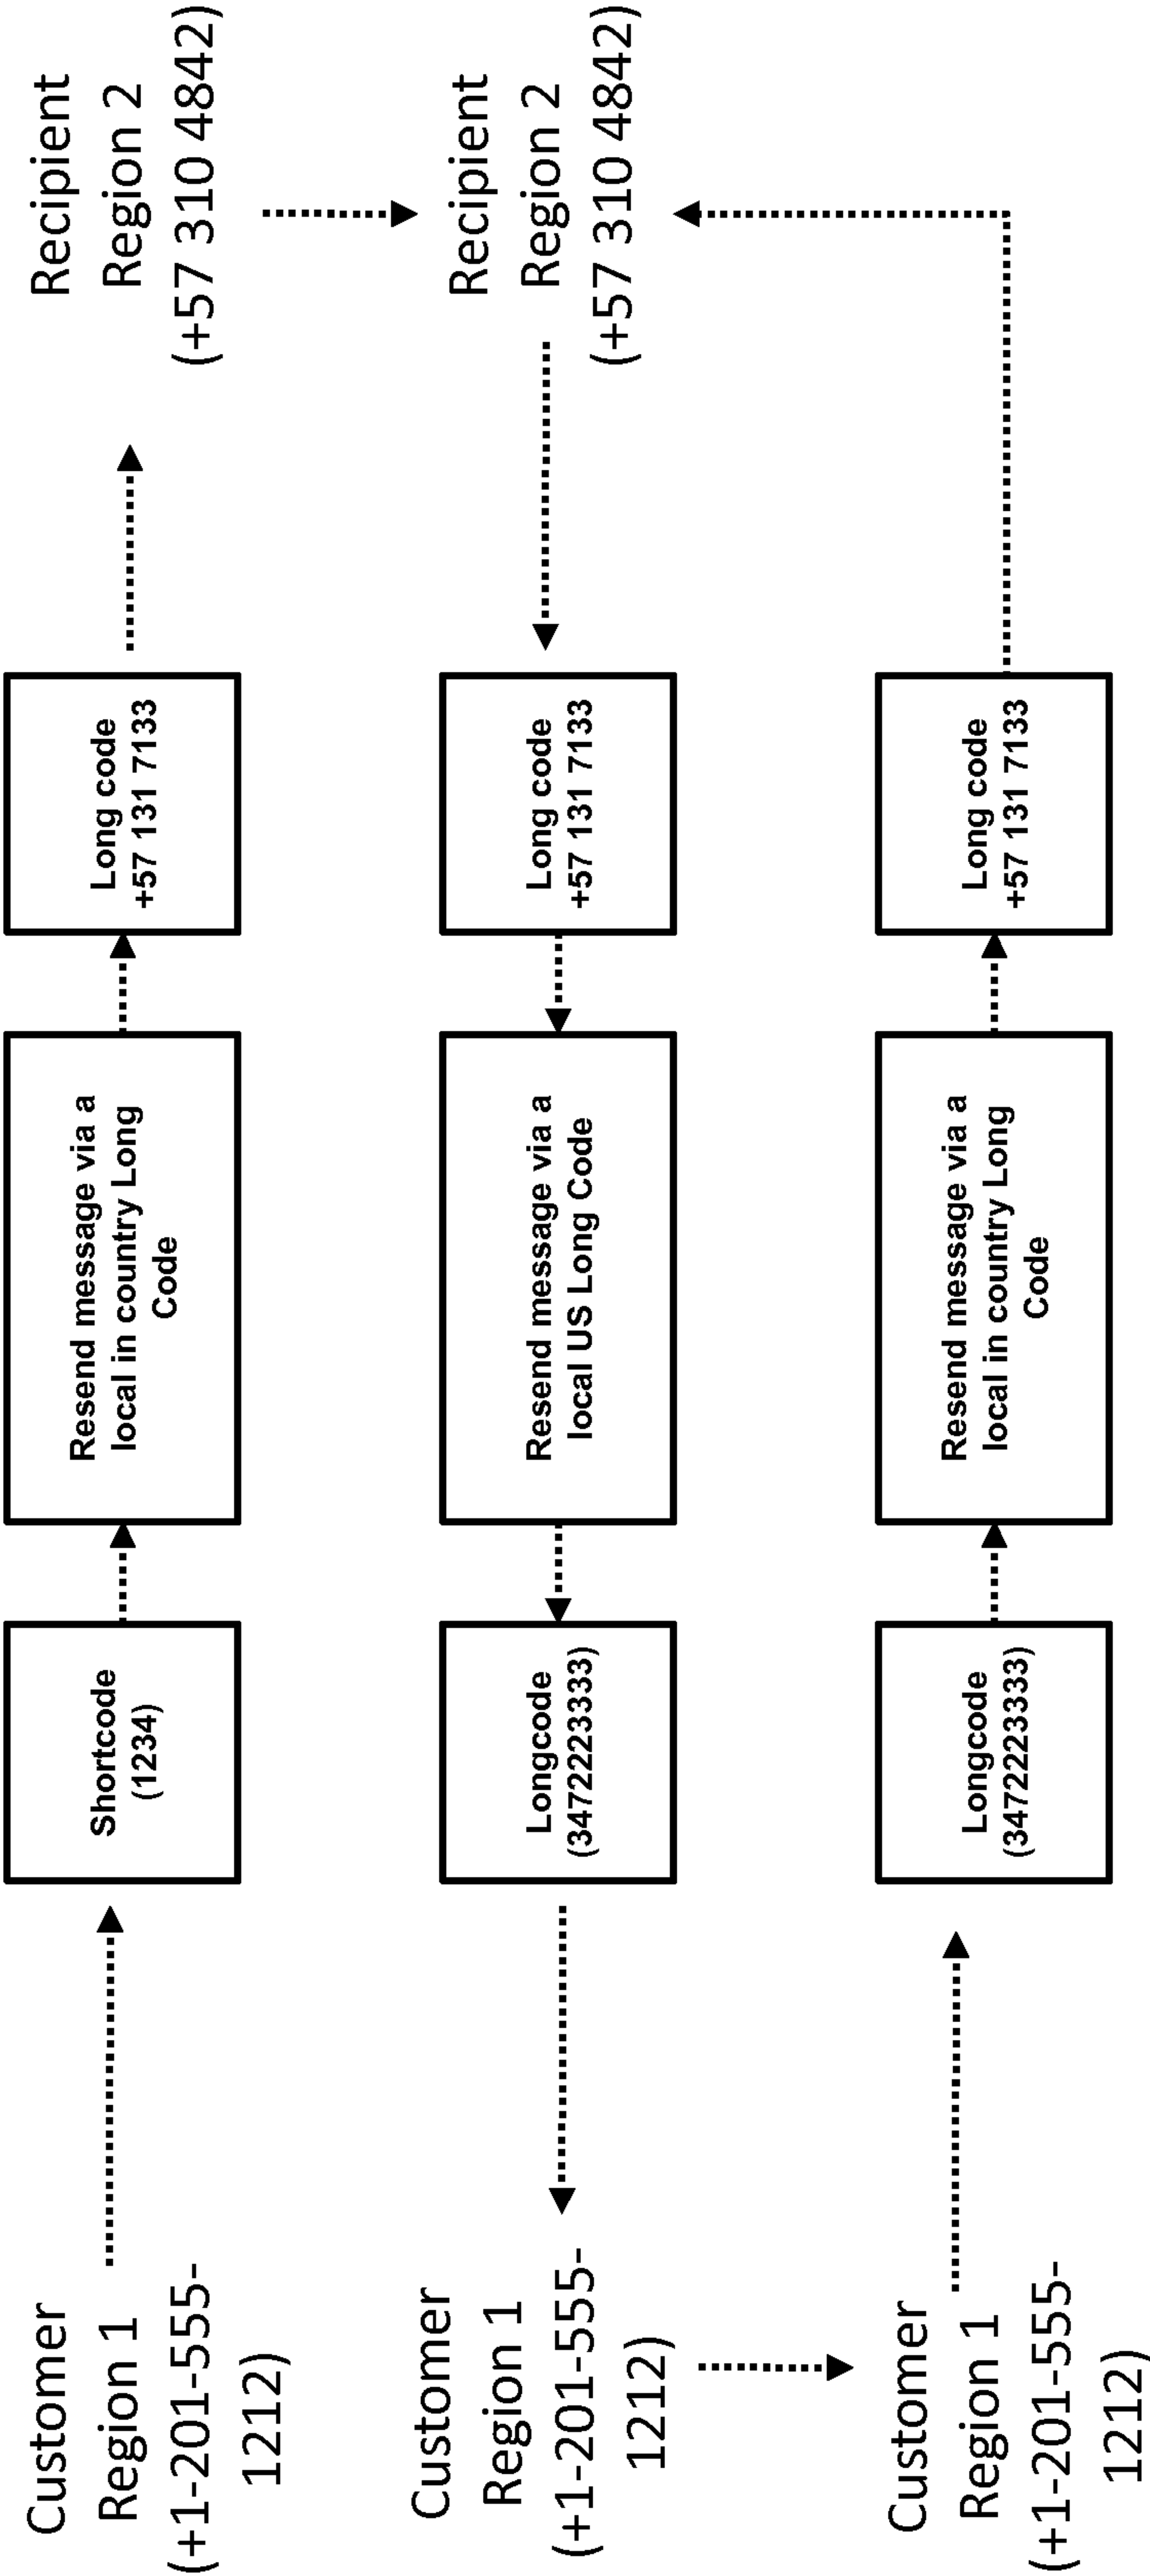 Customer
Region 1
(+1-201-555-
1212)
Shortcode
(1234)
Resend message via a
local in country Long
Code
Long code
+57 131 7133
Recipient
Region 2
(+57 310 4842)
Customer
Region 1
(+1-201-555-
1212)
Longcode
(3472223333)
Resend message via a
local US Long Code
Long code
+57 131 7133
Recipient
Region 2
(+57 310 4842)
Customer
Region 1
(+1-201-555-
1212)
Longcode
(3472223333)
Resend message via a
local in country Long
Code
Long code
+57 131 7133